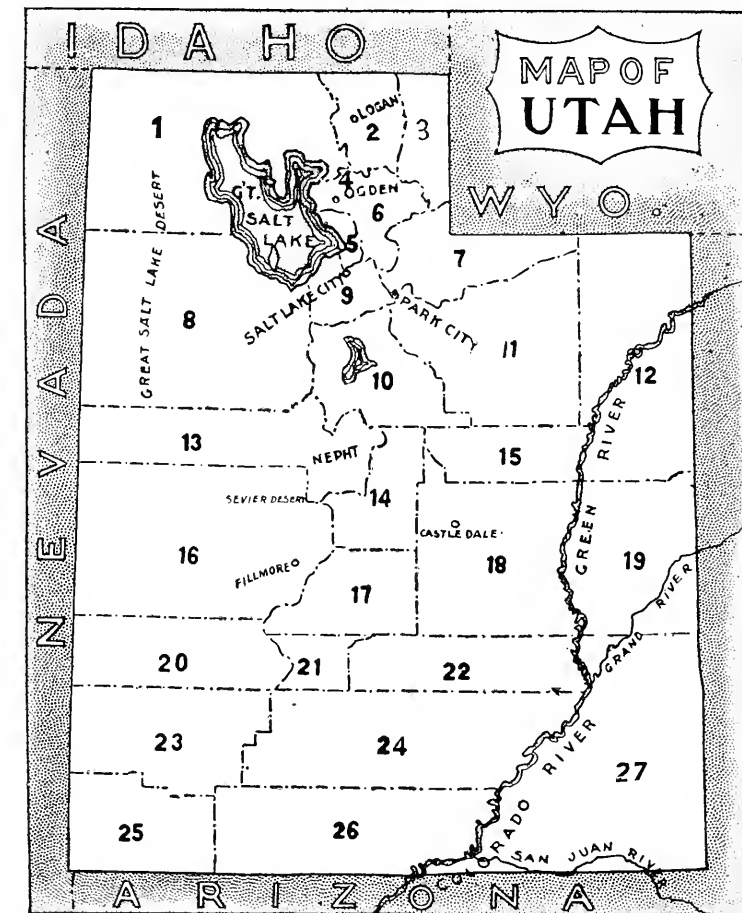 IDAHO
MAP OF
UTAH
WYO.
NEVADA
ARIZONA
1
2
3
OLOGAN
4
OGDEN
6
GT.
SALT
LAKE
5
7
GREAT SALT LAKE DESERT
8
SALT LAKE CITY
9
PARK CITY
10
11
12
13
NEPHT
14
15
SEVIER DESERT
16
FILLMORE
17
CASTLE DALE
18
GREEN RIVER
19
GRAND RIVER
20
21
22
23
24
COLORADO RIVER
27
25
26
SAN JUAN RIVER